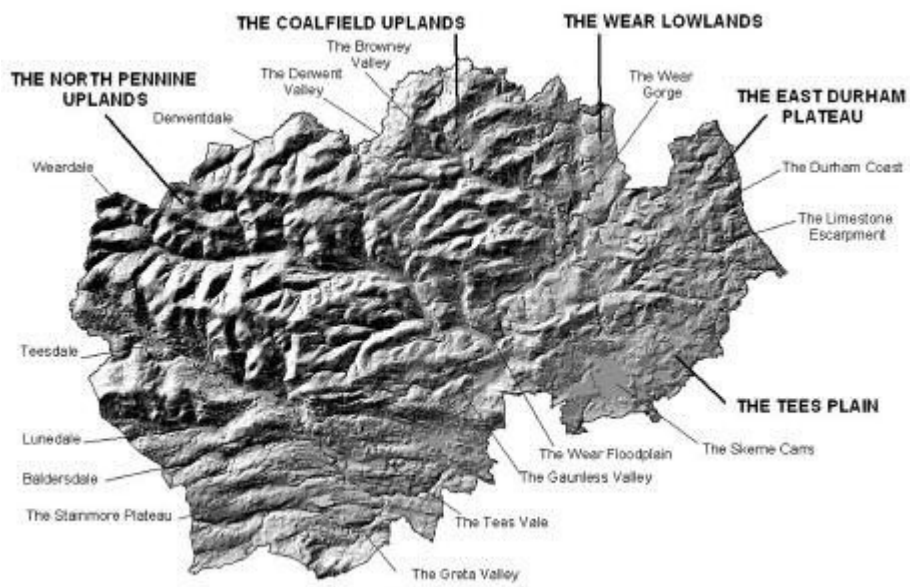 THE COALFIELD UPLANDS
THE WEAR LOWLANDS
The Browney
Valley
The Derwent
Valley
The Wear
Gorge
THE NORTH PENNINE
UPLANDS
THE EAST DURHAM
PLATEAU
Derwentdale
Weardale
The Durham Coast
The Limestone
Escarpment
Teesdale
THE TEES PLAIN
Lunedale
The Skerne Carrs
The Wear Floodplain
Baldersdale
The Gaunless Valley
The Stainmore Plateau
The Tees Vale
The Greta Valley